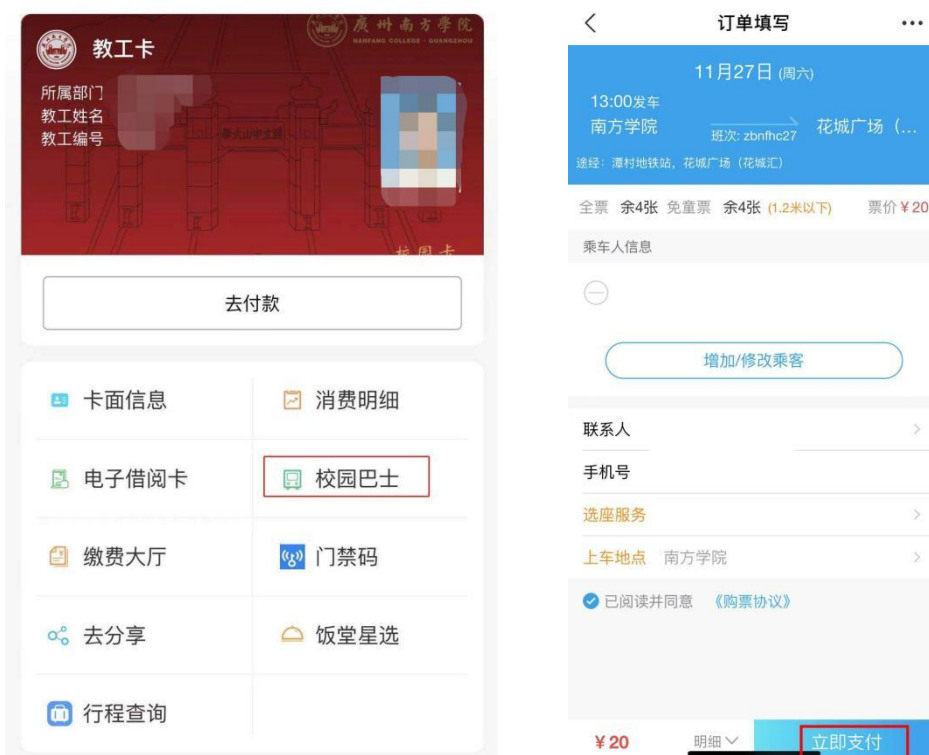 廣州南方學院
NANFANG COLLEGE · GUANGZHOU
教工卡
所属部门
教工姓名
教工编号
校园卡
去付款
卡面信息
消费明细
电子借阅卡
校园巴士
缴费大厅
门禁码
去分享
饭堂星选
行程查询
订单填写
11月27日 (周六)
13:00发车
南方学院
班次: zbnfhc27
花城广场（...
途经：潭村地铁站，花城广场（花城汇）
全票 余4张 免童票 余4张 (1.2米以下) 票价¥20
乘车人信息
增加/修改乘客
联系人
手机号
选座服务
上车地点 南方学院
已阅读并同意 《购票协议》
¥20 明细 立即支付